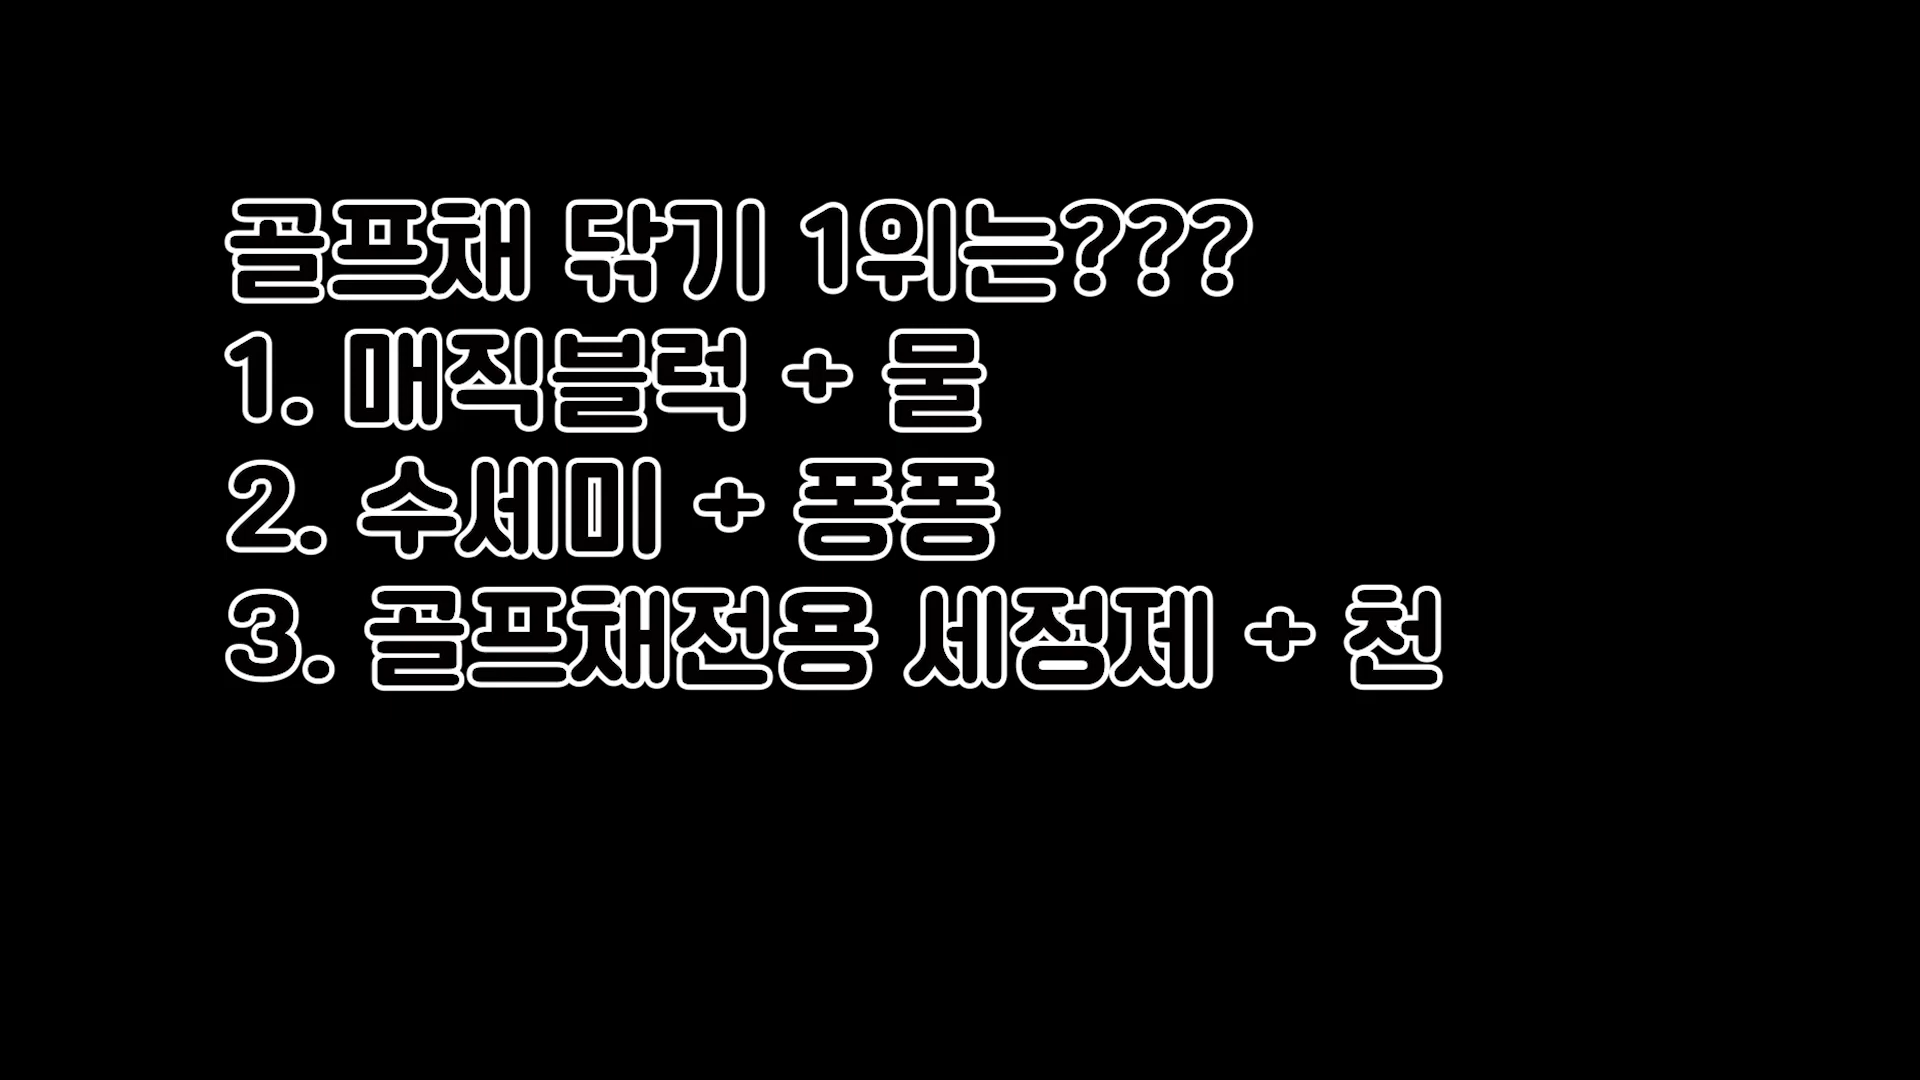 골프채 닦기 1위는???
1. 매직블럭 + 물
2. 수세미 + 퐁퐁
3. 골프채전용 세정제 + 천